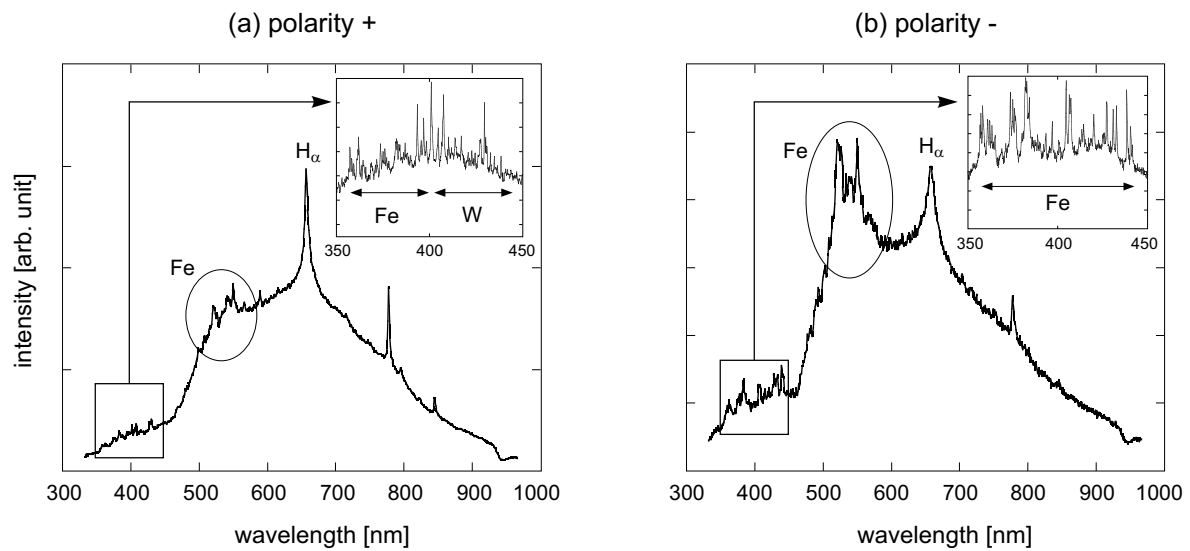 (a) polarity +
intensity [arb. unit]
Fe
Hα
Fe
W
350
400
450
300
400
500
600
700
800
900
1000
wavelength [nm]
(b) polarity -
Fe
Hα
Fe
350
400
450
300
400
500
600
700
800
900
1000
wavelength [nm]